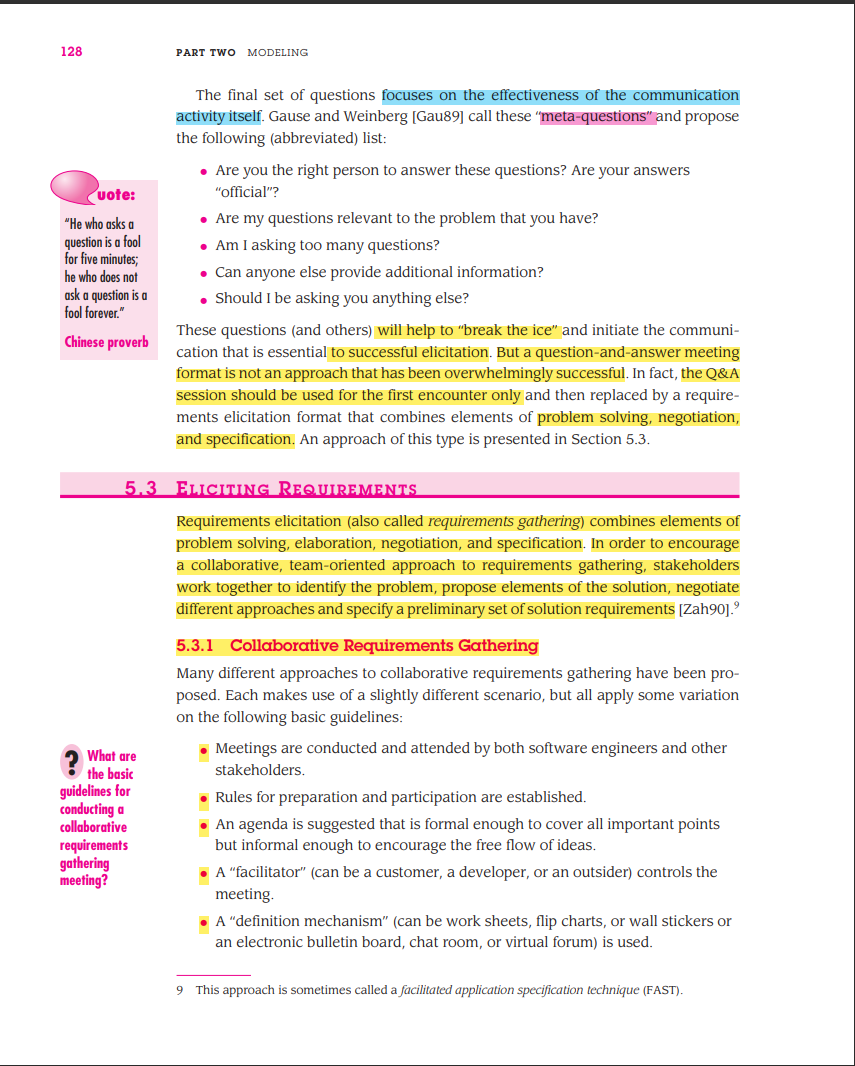 128
PART TWO MODELING
The final set of questions focuses on the effectiveness of the communication
activity itself. Gause and Weinberg [Gau89] call these “meta-questions” and propose
the following (abbreviated) list:
• Are you the right person to answer these questions? Are your answers
“official”?
• Are my questions relevant to the problem that you have?
• Am I asking too many questions?
• Can anyone else provide additional information?
• Should I be asking you anything else?
uote:
“He who asks a
question is a fool
for five minutes;
he who does not
ask a question is a
fool forever.”
Chinese proverb
These questions (and others) will help to “break the ice” and initiate the communi-
cation that is essential to successful elicitation. But a question-and-answer meeting
format is not an approach that has been overwhelmingly successful. In fact, the Q&A
session should be used for the first encounter only and then replaced by a require-
ments elicitation format that combines elements of problem solving, negotiation,
and specification. An approach of this type is presented in Section 5.3.
5.3 ELICITING REQUIREMENTS
Requirements elicitation (also called requirements gathering) combines elements of
problem solving, elaboration, negotiation, and specification. In order to encourage
a collaborative, team-oriented approach to requirements gathering, stakeholders
work together to identify the problem, propose elements of the solution, negotiate
different approaches and specify a preliminary set of solution requirements [Zah90].9
5.3.1 Collaborative Requirements Gathering
Many different approaches to collaborative requirements gathering have been pro-
posed. Each makes use of a slightly different scenario, but all apply some variation
on the following basic guidelines:
? What are
the basic
guidelines for
conducting a
collaborative
requirements
gathering
meeting?
• Meetings are conducted and attended by both software engineers and other
stakeholders.
• Rules for preparation and participation are established.
• An agenda is suggested that is formal enough to cover all important points
but informal enough to encourage the free flow of ideas.
• A “facilitator” (can be a customer, a developer, or an outsider) controls the
meeting.
• A “definition mechanism” (can be work sheets, flip charts, or wall stickers or
an electronic bulletin board, chat room, or virtual forum) is used.
9 This approach is sometimes called a facilitated application specification technique (FAST).